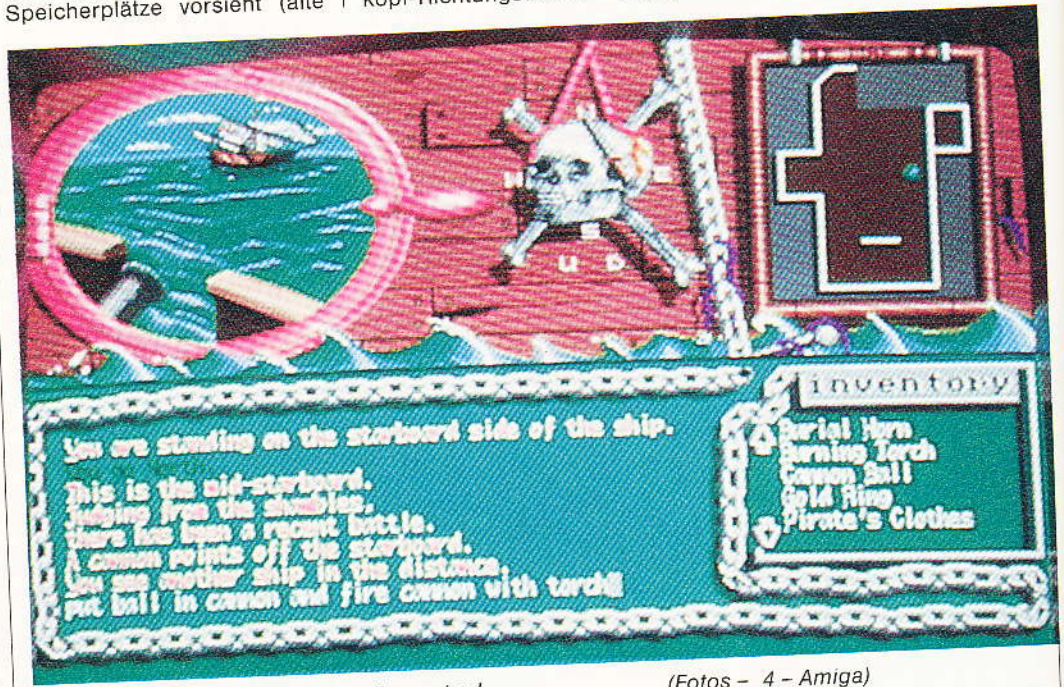 Speicherplätze vorsieht (alte
inventory
You are standing on the starboard side of the ship.
This is the mid-starboard.
Judging from the shambles,
there has been a recent battle.
A cannon points off the starboard.
You see another ship in the distance.
put ball in cannon and fire cannon with torch
Burial Horn
Burning Torch
Cannon Ball
Gold Ring
Pirate's Clothes
(Fotos – 4 – Amiga)